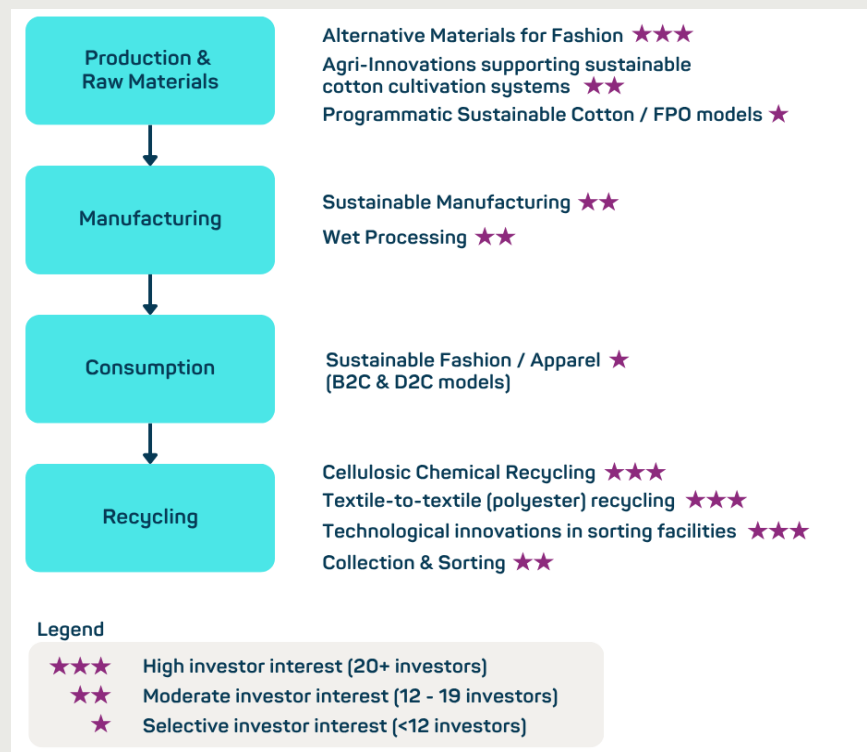 Production &
Raw Materials
Alternative Materials for Fashion ★★★
Agri-Innovations supporting sustainable
cotton cultivation systems ★★
Programmatic Sustainable Cotton / FPO models ★
Manufacturing
Sustainable Manufacturing ★★
Wet Processing ★★
Consumption
Sustainable Fashion / Apparel ★
(B2C & D2C models)
Recycling
Cellulosic Chemical Recycling ★★★
Textile-to-textile (polyester) recycling ★★★
Technological innovations in sorting facilities ★★★
Collection & Sorting ★★
Legend
★★★ High investor interest (20+ investors)
★★ Moderate investor interest (12 - 19 investors)
★ Selective investor interest (<12 investors)